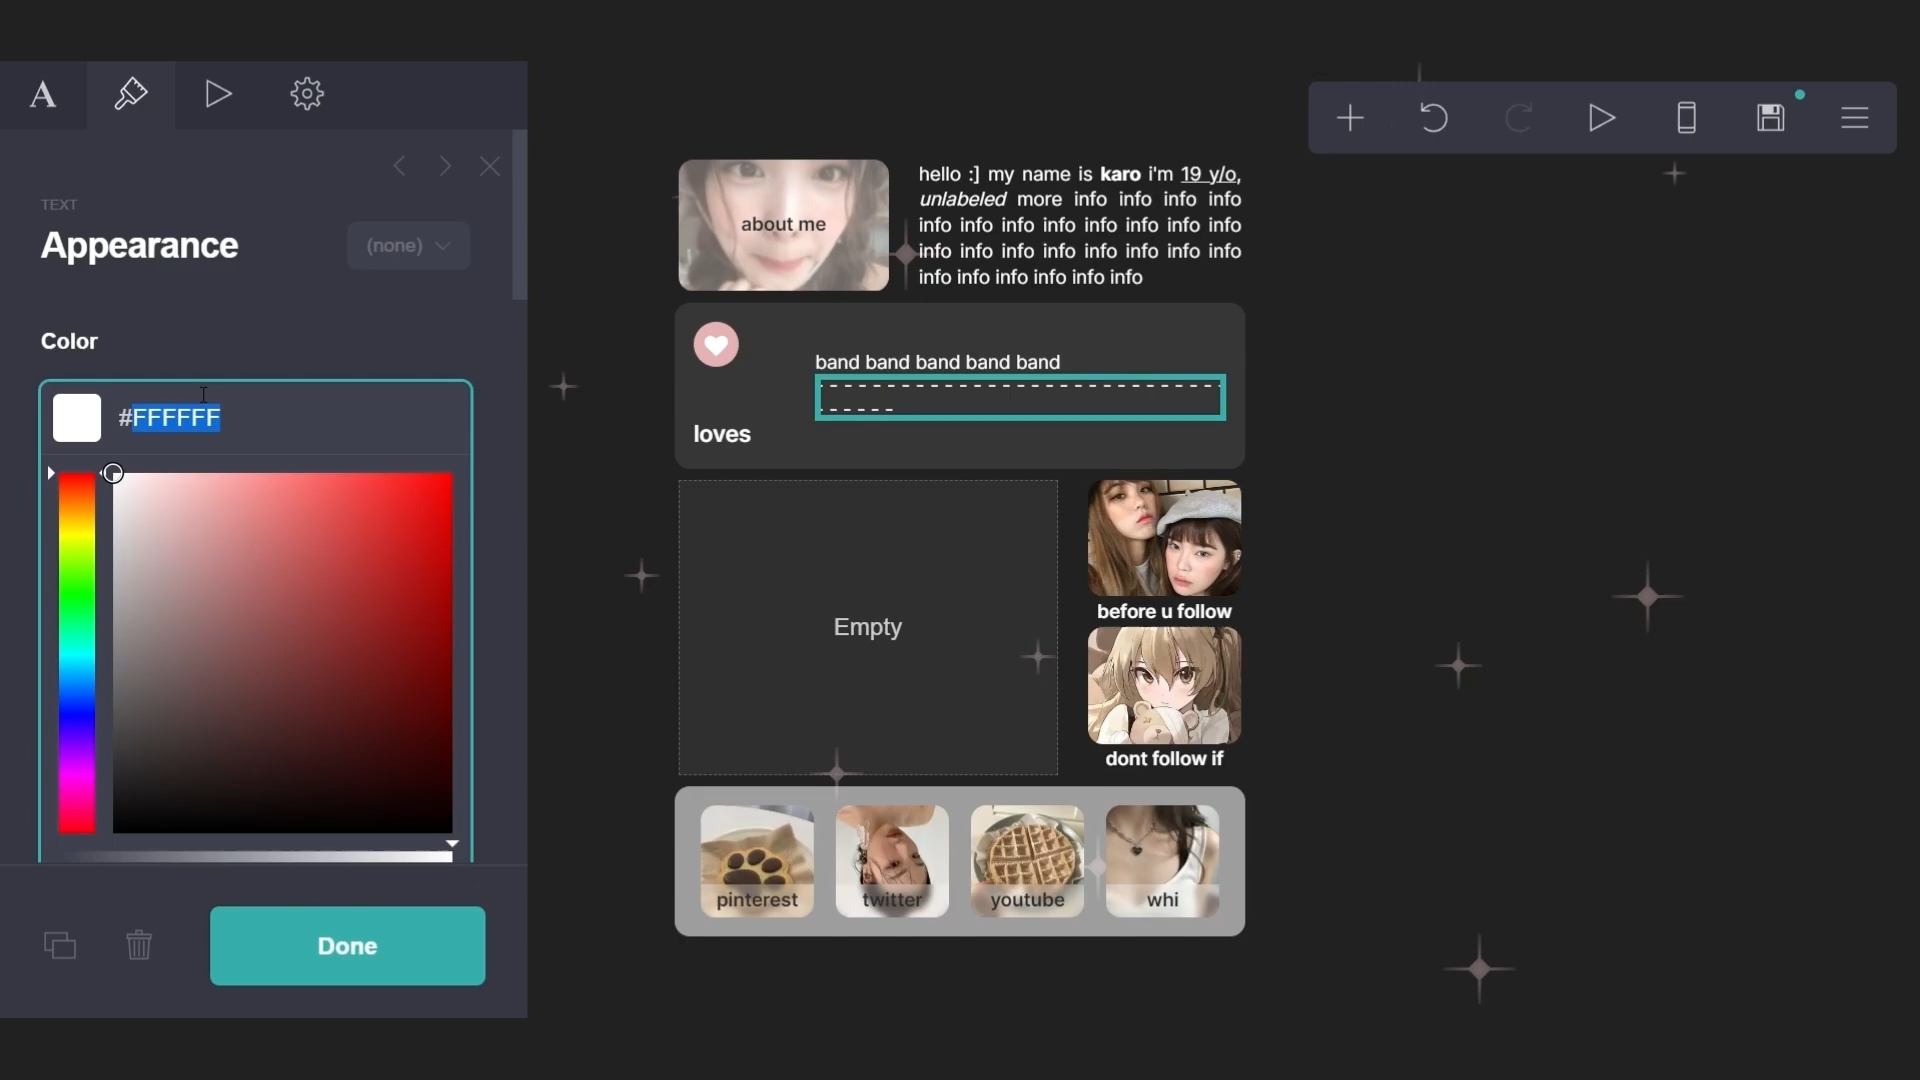 A
TEXT
Appearance
(none)
Color
#FFFFFF
Done
about me
hello :] my name is karo i'm 19 y/o,
unlabeled more info info info info
info info info info info info info info
info info info info info info info info
info info info info info info
band band band band band
- - - - - - - - - - - - - - - - - - - - - - - - - - - - - - - -
- - - - - -
loves
Empty
before u follow
dont follow if
pinterest
twitter
youtube
whi